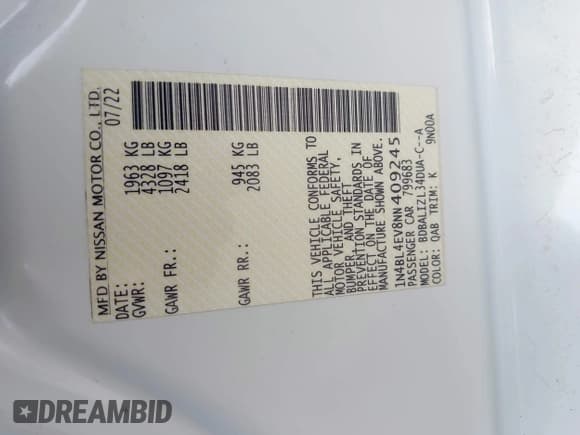 MFD BY NISSAN MOTOR CO., LTD.
DATE: 07/22
GVWR: 1963 KG
4328 LB
GAWR FR.: 1097 KG
2418 LB
GAWR RR.: 945 KG
2083 LB
THIS VEHICLE CONFORMS TO
ALL APPLICABLE FEDERAL
MOTOR VEHICLE SAFETY,
BUMPER, AND THEFT
PREVENTION STANDARDS IN
EFFECT ON THE DATE OF
MANUFACTURE SHOWN ABOVE.
1N4BL4EV8NN409245
PASSENGER CAR 799683
MODEL: BDBALIZL34DUA-C--A
COLOR: QAB TRIM: K 9N00A
DREAMBID